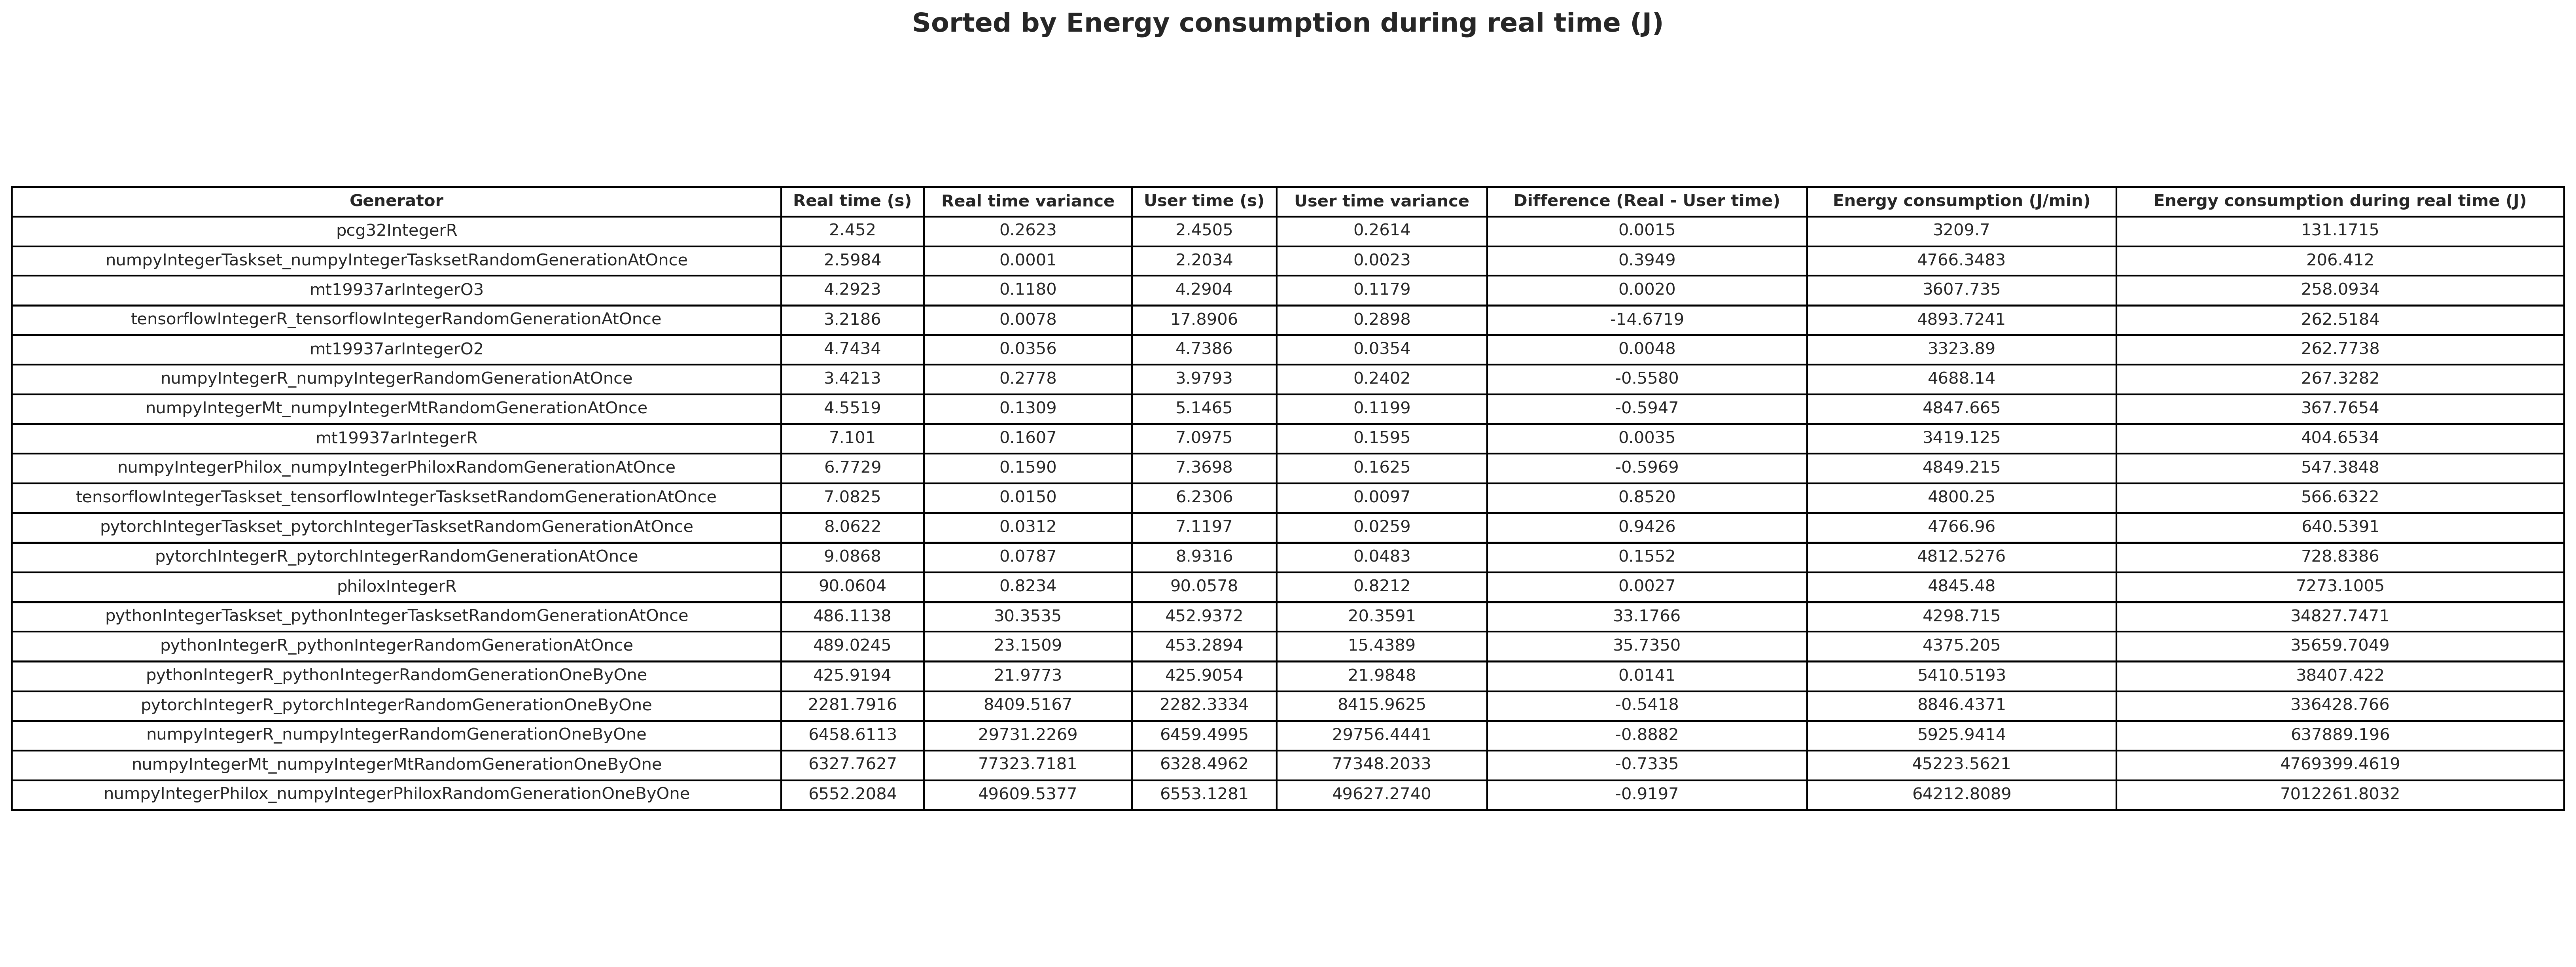 Sorted by Energy consumption during real time (J)
Generator Real time (s) Real time variance User time (s) User time variance Difference (Real - User time) Energy consumption (J/min) Energy consumption during real time (J)
pcg32IntegerR 2.452 0.2623 2.4505 0.2614 0.0015 3209.7 131.1715
numpyIntegerTaskset_numpyIntegerTasksetRandomGenerationAtOnce 2.5984 0.0001 2.2034 0.0023 0.3949 4766.3483 206.412
mt19937arIntegerO3 4.2923 0.1180 4.2904 0.1179 0.0020 3607.735 258.0934
tensorflowIntegerR_tensorflowIntegerRandomGenerationAtOnce 3.2186 0.0078 17.8906 0.2898 -14.6719 4893.7241 262.5184
mt19937arIntegerO2 4.7434 0.0356 4.7386 0.0354 0.0048 3323.89 262.7738
numpyIntegerR_numpyIntegerRandomGenerationAtOnce 3.4213 0.2778 3.9793 0.2402 -0.5580 4688.14 267.3282
numpyIntegerMt_numpyIntegerMtRandomGenerationAtOnce 4.5519 0.1309 5.1465 0.1199 -0.5947 4847.665 367.7654
mt19937arIntegerR 7.101 0.1607 7.0975 0.1595 0.0035 3419.125 404.6534
numpyIntegerPhilox_numpyIntegerPhiloxRandomGenerationAtOnce 6.7729 0.1590 7.3698 0.1625 -0.5969 4849.215 547.3848
tensorflowIntegerTaskset_tensorflowIntegerTasksetRandomGenerationAtOnce 7.0825 0.0150 6.2306 0.0097 0.8520 4800.25 566.6322
pytorchIntegerTaskset_pytorchIntegerTasksetRandomGenerationAtOnce 8.0622 0.0312 7.1197 0.0259 0.9426 4766.96 640.5391
pytorchIntegerR_pytorchIntegerRandomGenerationAtOnce 9.0868 0.0787 8.9316 0.0483 0.1552 4812.5276 728.8386
philoxIntegerR 90.0604 0.8234 90.0578 0.8212 0.0027 4845.48 7273.1005
pythonIntegerTaskset_pythonIntegerTasksetRandomGenerationAtOnce 486.1138 30.3535 452.9372 20.3591 33.1766 4298.715 34827.7471
pythonIntegerR_pythonIntegerRandomGenerationAtOnce 489.0245 23.1509 453.2894 15.4389 35.7350 4375.205 35659.7049
pythonIntegerR_pythonIntegerRandomGenerationOneByOne 425.9194 21.9773 425.9054 21.9848 0.0141 5410.5193 38407.422
pytorchIntegerR_pytorchIntegerRandomGenerationOneByOne 2281.7916 8409.5167 2282.3334 8415.9625 -0.5418 8846.4371 336428.766
numpyIntegerR_numpyIntegerRandomGenerationOneByOne 6458.6113 29731.2269 6459.4995 29756.4441 -0.8882 5925.9414 637889.196
numpyIntegerMt_numpyIntegerMtRandomGenerationOneByOne 6327.7627 77323.7181 6328.4962 77348.2033 -0.7335 45223.5621 4769399.4619
numpyIntegerPhilox_numpyIntegerPhiloxRandomGenerationOneByOne 6552.2084 49609.5377 6553.1281 49627.2740 -0.9197 64212.8089 7012261.8032